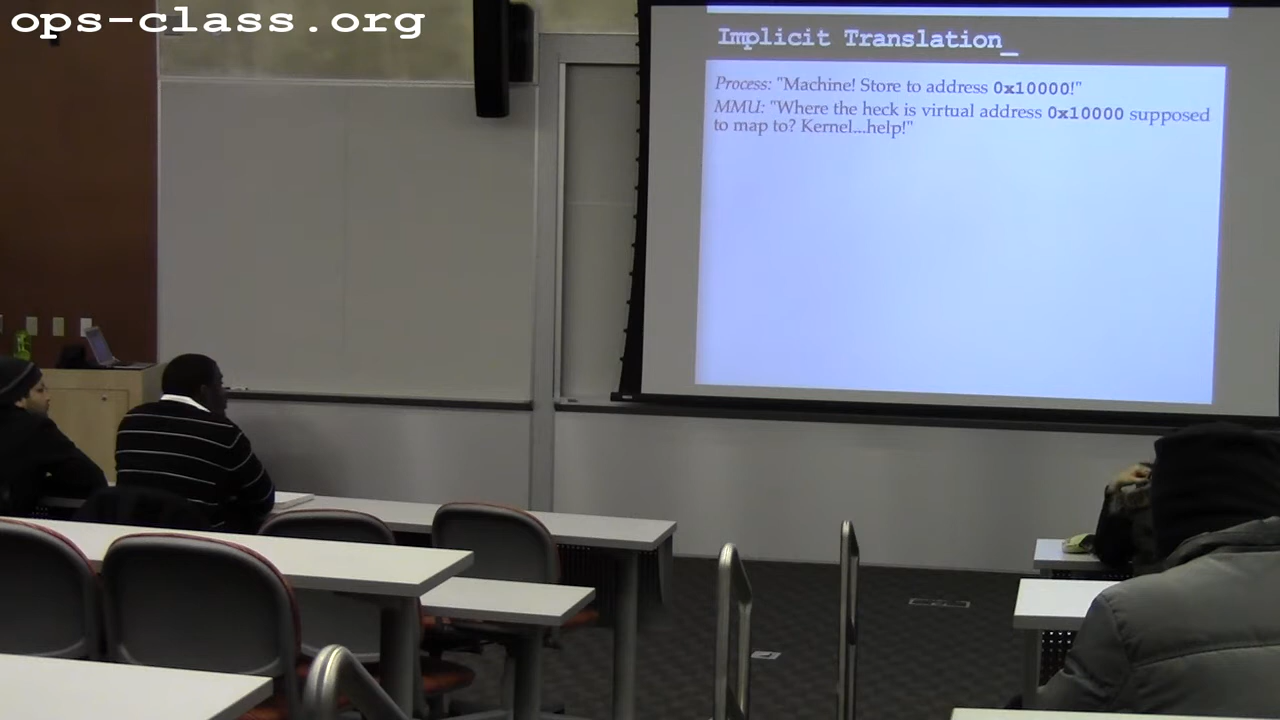 ops-class.org
Implicit Translation_
Process: "Machine! Store to address 0x10000!"
MMU: "Where the heck is virtual address 0x10000 supposed
to map to? Kernel...help!"